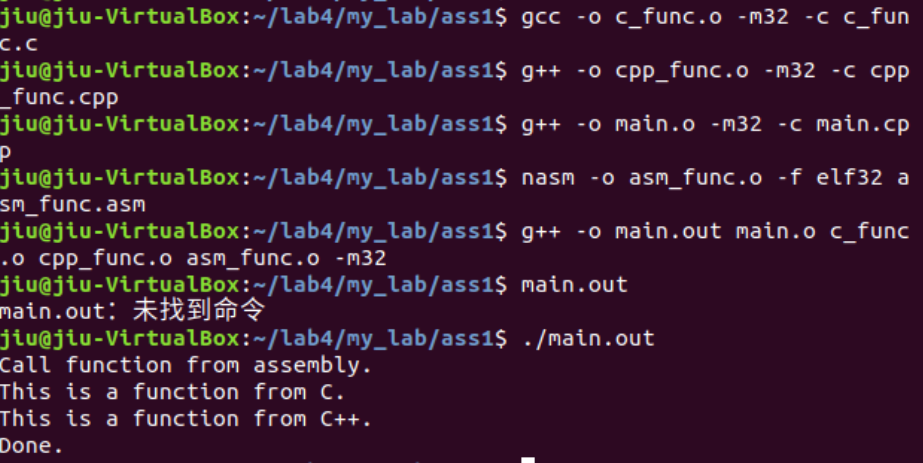 jiu@jiu-VirtualBox:~/lab4/my_lab/ass1$ gcc -o c_func.o -m32 -c c_fun
c.c
jiu@jiu-VirtualBox:~/lab4/my_lab/ass1$ g++ -o cpp_func.o -m32 -c cpp
_func.cpp
jiu@jiu-VirtualBox:~/lab4/my_lab/ass1$ g++ -o main.o -m32 -c main.cp
p
jiu@jiu-VirtualBox:~/lab4/my_lab/ass1$ nasm -o asm_func.o -f elf32 a
sm_func.asm
jiu@jiu-VirtualBox:~/lab4/my_lab/ass1$ g++ -o main.out main.o c_func
.o cpp_func.o asm_func.o -m32
jiu@jiu-VirtualBox:~/lab4/my_lab/ass1$ main.out
main.out：未找到命令
jiu@jiu-VirtualBox:~/lab4/my_lab/ass1$ ./main.out
Call function from assembly.
This is a function from C.
This is a function from C++.
Done.